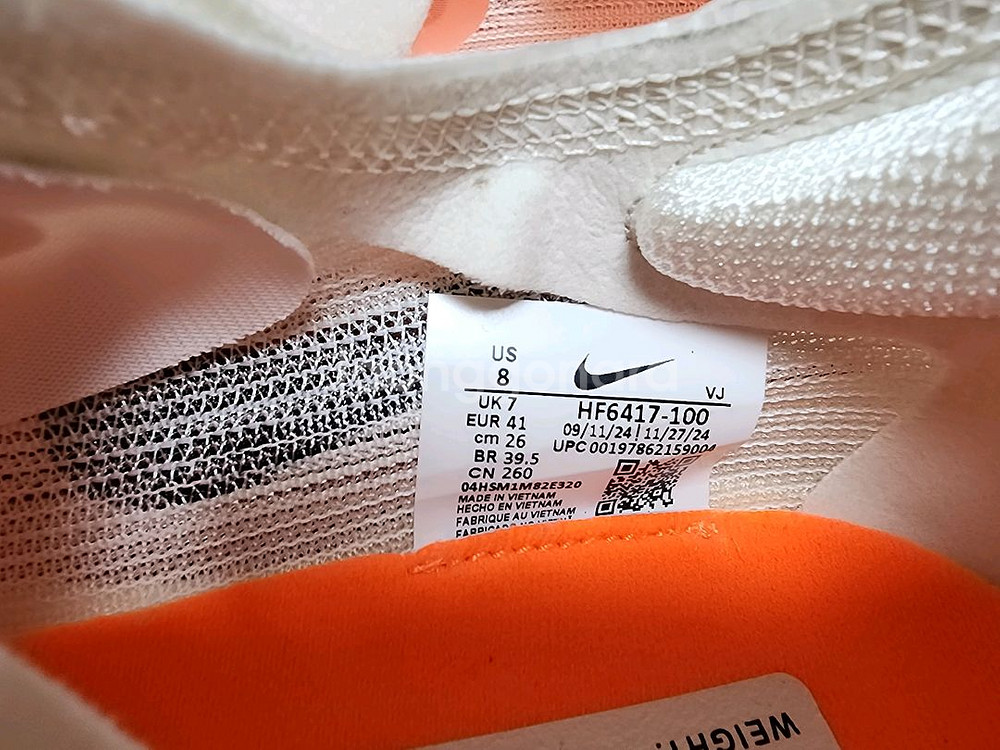 US
8
VJ
UK 7
EUR 41
cm 26
BR 39.5
CN 260
HF6417-100
09/11/24 | 11/27/24
UPC 00197862159004
04HSM1M82E320
MADE IN VIETNAM
HECHO EN VIETNAM
FABRIQUE AU VIETNAM
WEIGHT